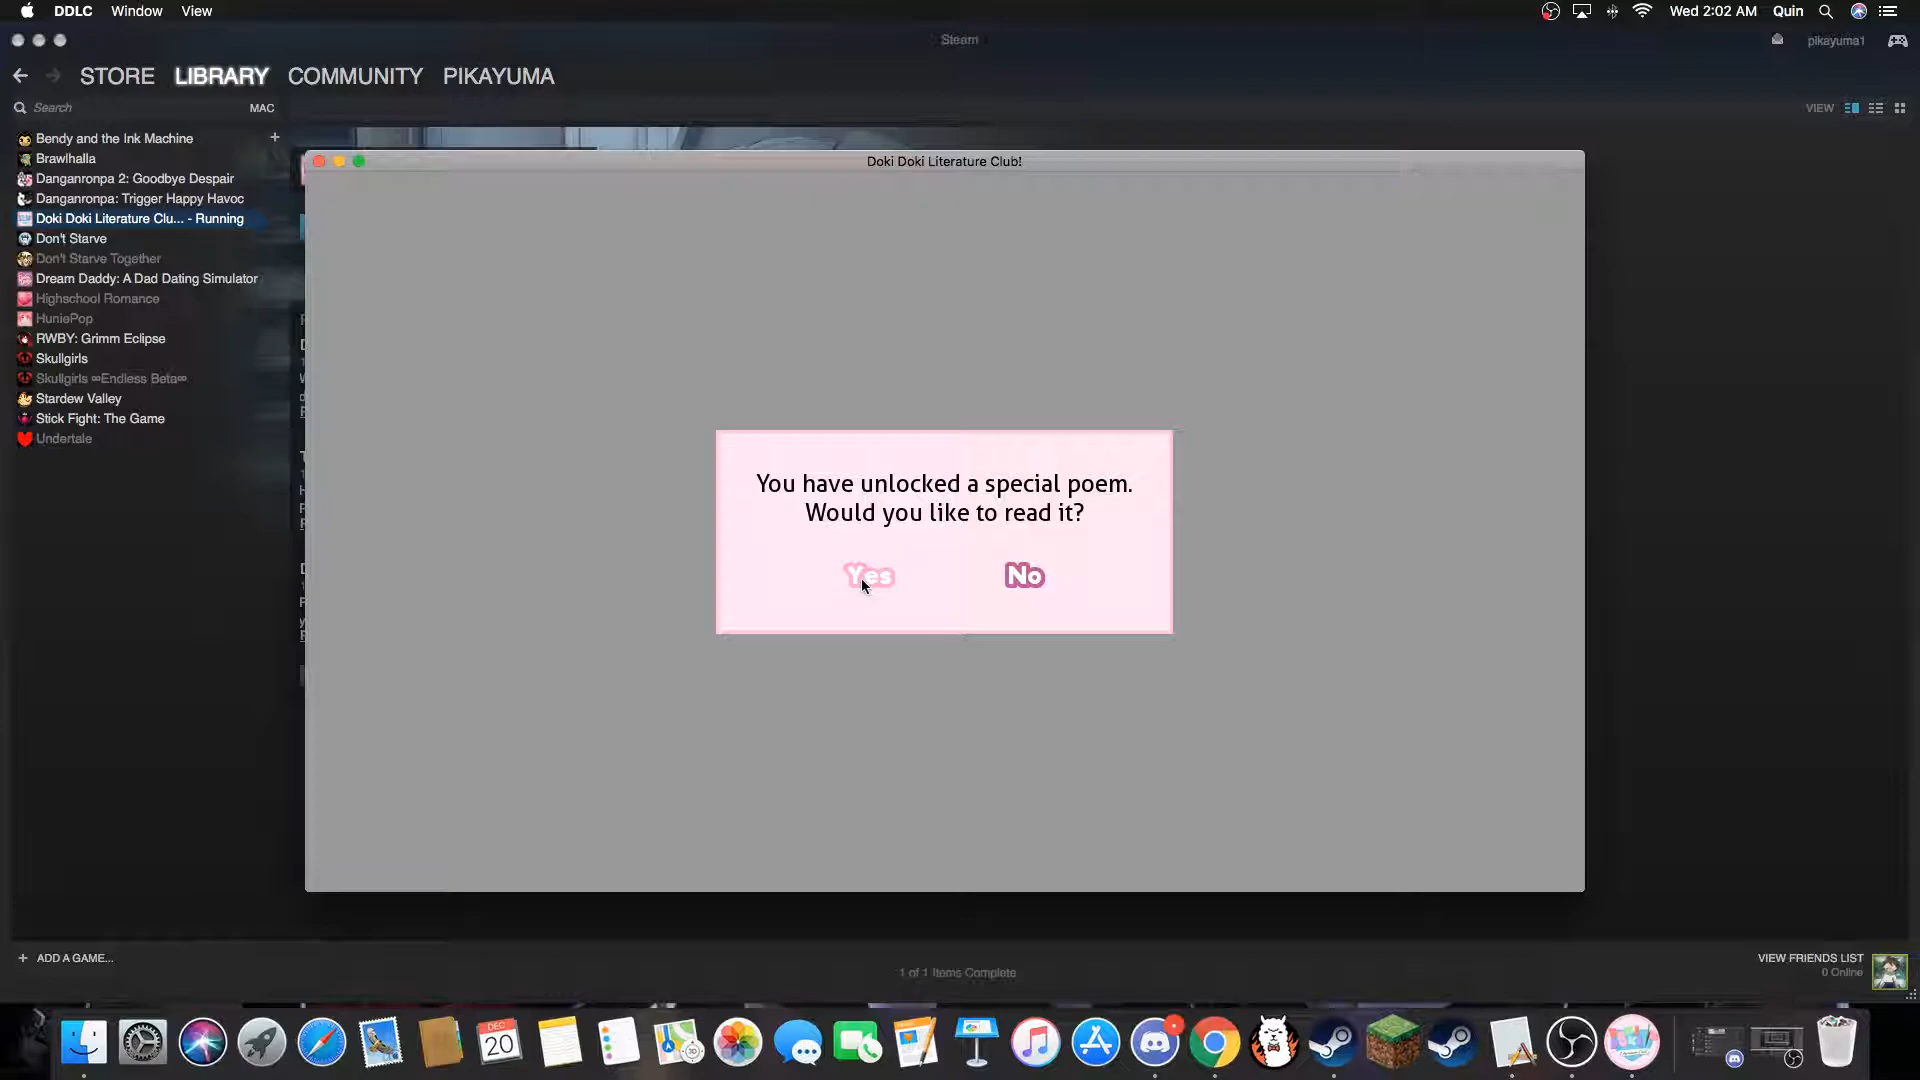 DDLC Window View
Wed 2:02 AM Quin
Steam
pikayuma1
STORE LIBRARY COMMUNITY PIKAYUMA
Search MAC
VIEW
Bendy and the Ink Machine +
Brawlhalla
Danganronpa 2: Goodbye Despair
Danganronpa: Trigger Happy Havoc
Doki Doki Literature Clu... - Running
Don't Starve
Don't Starve Together
Dream Daddy: A Dad Dating Simulator
Highschool Romance
HuniePop
RWBY: Grimm Eclipse
Skullgirls
Skullgirls ∞Endless Beta∞
Stardew Valley
Stick Fight: The Game
Undertale
Doki Doki Literature Club!
You have unlocked a special poem.
Would you like to read it?
Yes No
+ ADD A GAME...
1 of 1 Items Complete
VIEW FRIENDS LIST
0 Online
DEC
20
3D